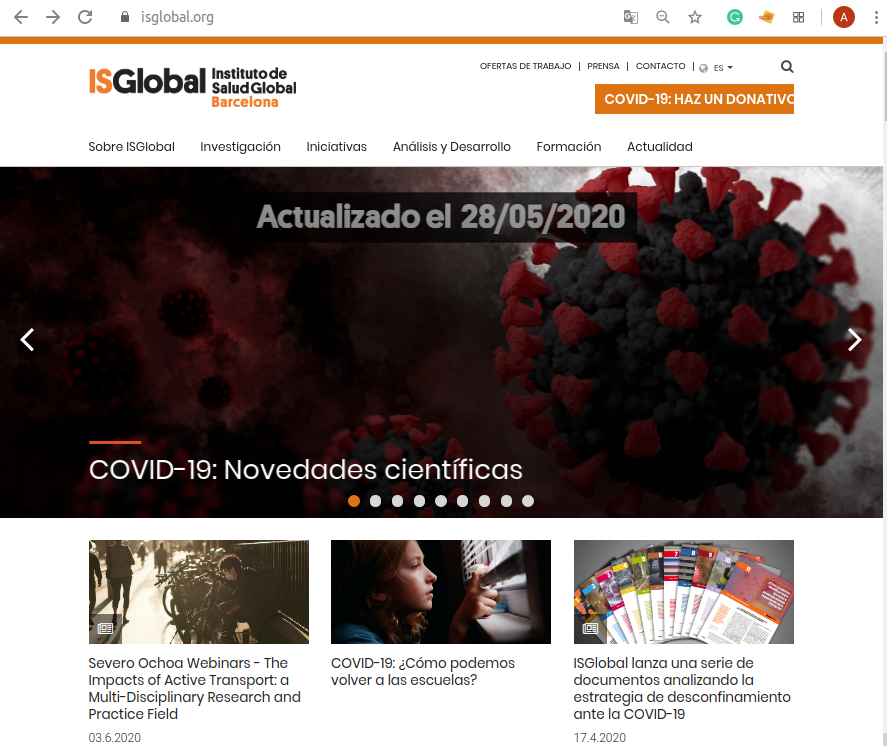 isglobal.org
A
OFERTAS DE TRABAJO | PRENSA | CONTACTO | ES
ISGlobal Instituto de
Salud Global
Barcelona
COVID-19: HAZ UN DONATIVO
Sobre ISGlobal Investigación Iniciativas Análisis y Desarrollo Formación Actualidad
Actualizado el 28/05/2020
COVID-19: Novedades científicas
Severo Ochoa Webinars - The
Impacts of Active Transport: a
Multi-Disciplinary Research and
Practice Field
03.6.2020
COVID-19: ¿Cómo podemos
volver a las escuelas?
ISGlobal lanza una serie de
documentos analizando la
estrategia de desconfinamiento
ante la COVID-19
17.4.2020